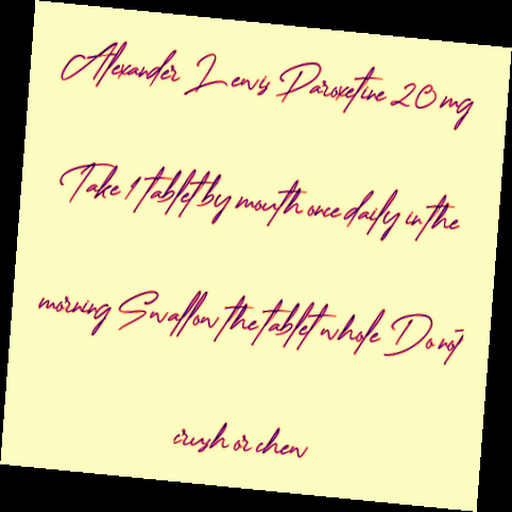 Alexander Lewis Paroxetine 20 mg
Take 1 tablet by mouth once daily in the
morning Swallow the tablet whole Do not
crush or chew